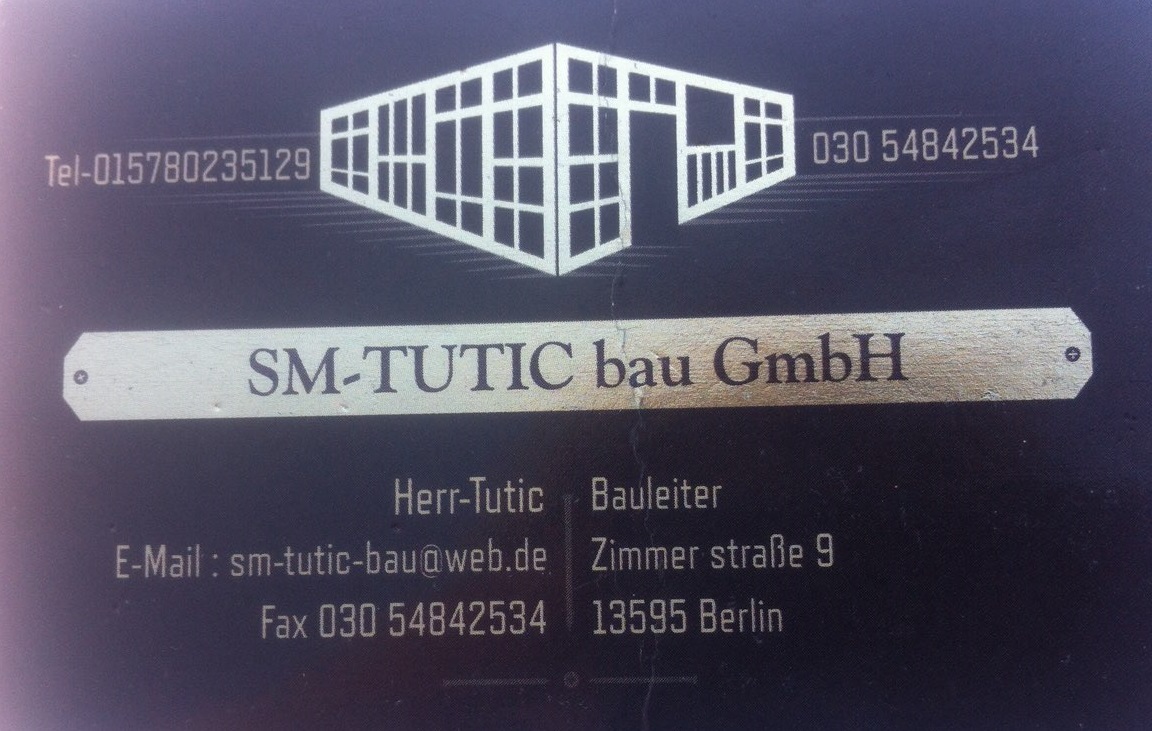 Tel-015780235129
030 54842534
SM-TUTIC bau GmbH
Herr-Tutic
Bauleiter
E-Mail : sm-tutic-bau@web.de
Zimmer straße 9
Fax 030 54842534
13595 Berlin